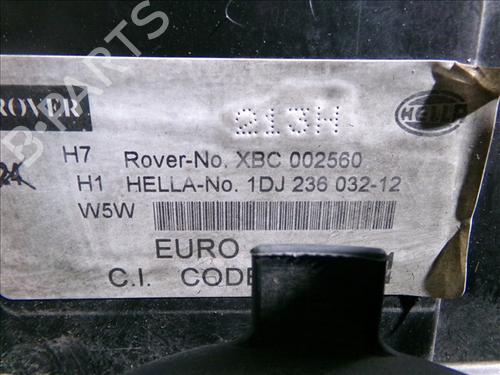 ROVER
213H
HELLA
H7 Rover-No. XBC 002560
24
H1 HELLA-No. 1DJ 236 032-12
W5W
EURO
C.I. CODE
B-PARTS